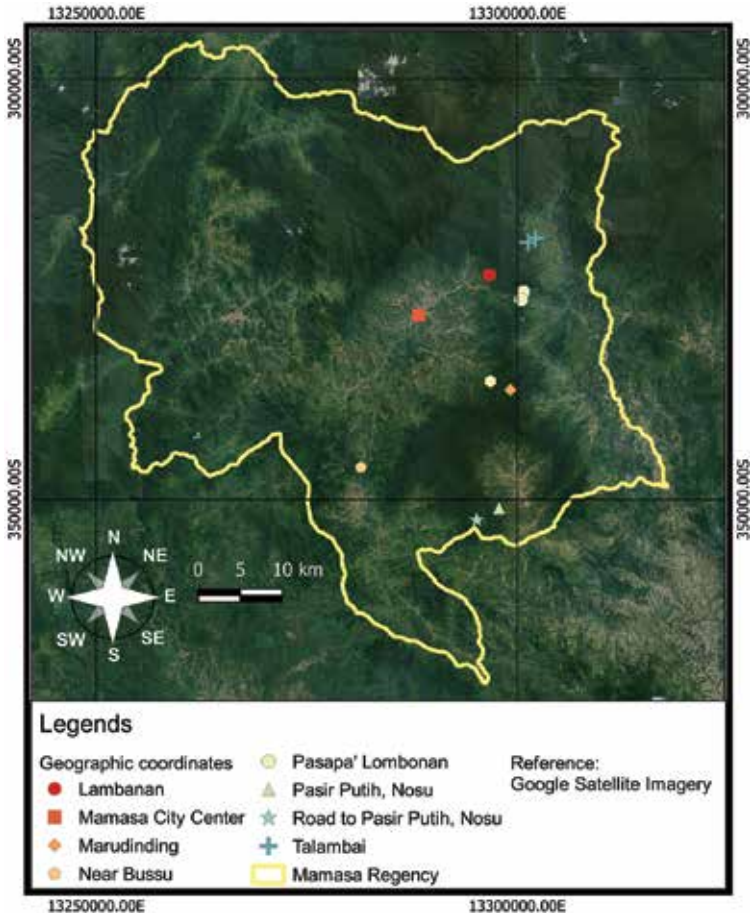 13250000.00E 13300000.00E
300000.00S 300000.00S
350000.00S 350000.00S
N
NW NE
W E
SW SE
S
0 5 10 km
Legends
Geographic coordinates
Lambanan
Mamasa City Center
Marudinding
Near Bussu
Pasapa' Lombonan
Pasir Putih, Nosu
Road to Pasir Putih, Nosu
Talambai
Mamasa Regency
Reference:
Google Satellite Imagery
13250000.00E 13300000.00E